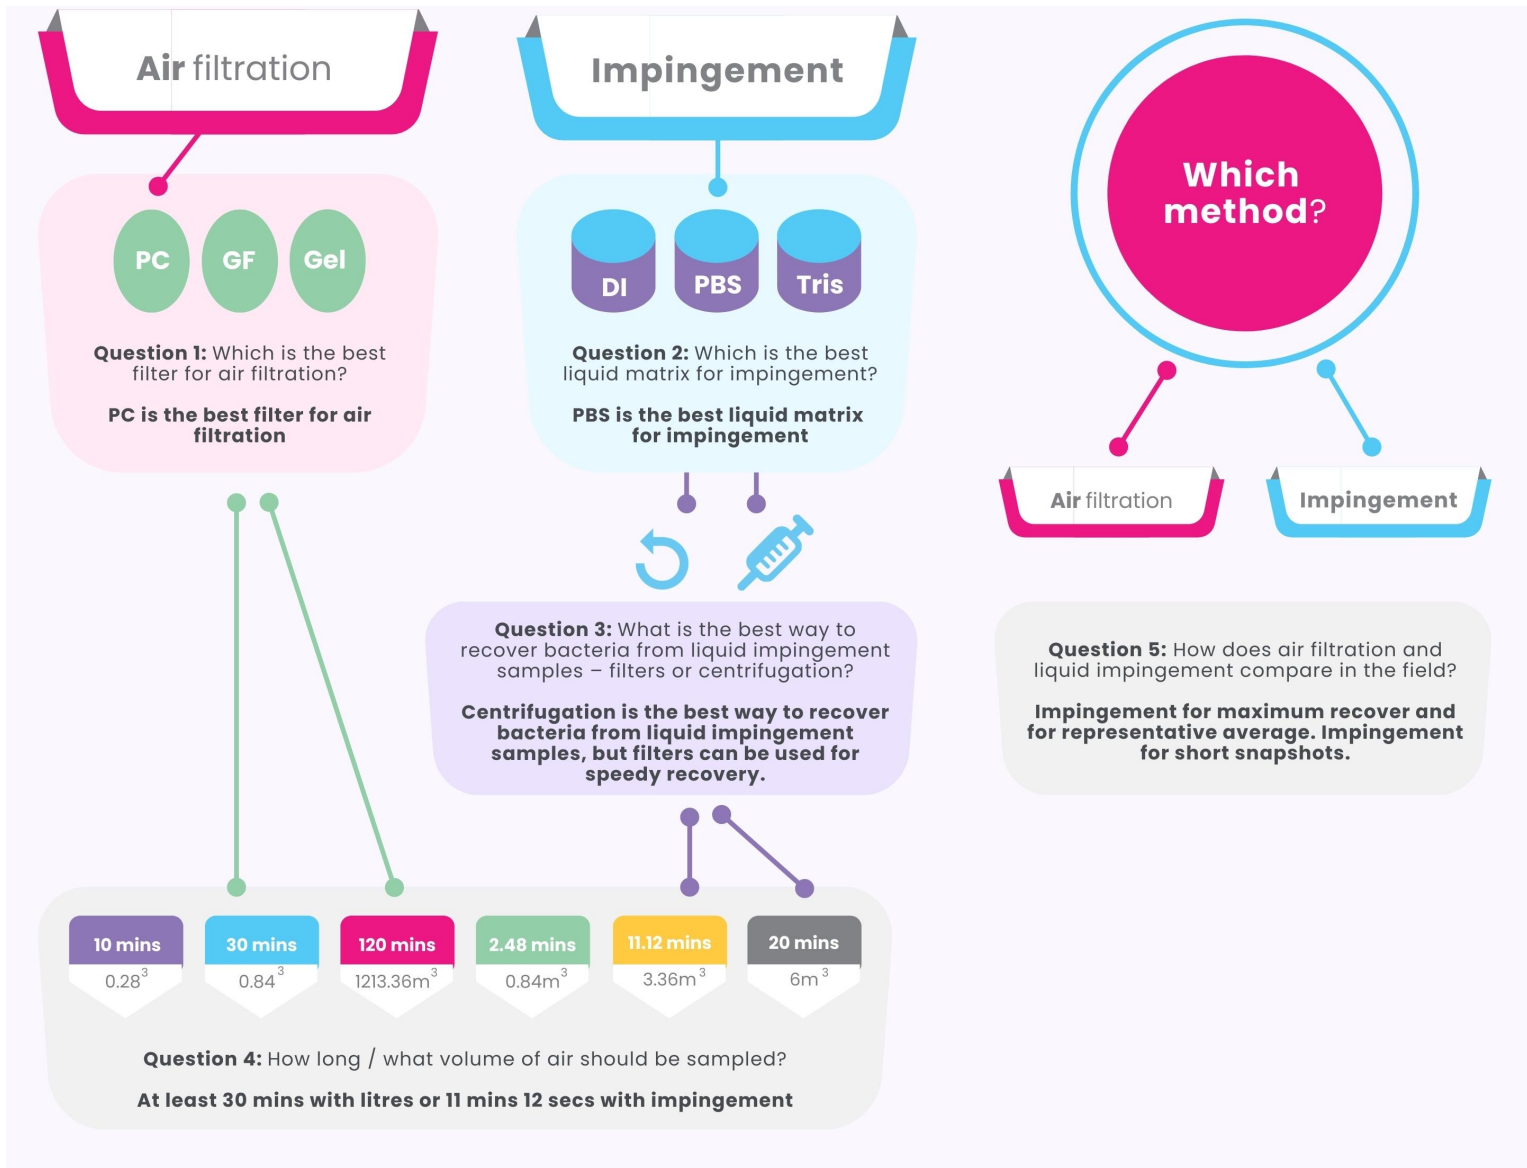 Air filtration
PC
GF
Gel
Question 1: Which is the best
filter for air filtration?
PC is the best filter for air
filtration
Impingement
DI
PBS
Tris
Question 2: Which is the best
liquid matrix for impingement?
PBS is the best liquid matrix
for impingement
Question 3: What is the best way to
recover bacteria from liquid impingement
samples – filters or centrifugation?
Centrifugation is the best way to recover
bacteria from liquid impingement
samples, but filters can be used for
speedy recovery.
10 mins
0.28³
30 mins
0.84³
120 mins
1213.36m³
2.48 mins
0.84m³
11.12 mins
3.36m³
20 mins
6m³
Question 4: How long / what volume of air should be sampled?
At least 30 mins with litres or 11 mins 12 secs with impingement
Which
method?
Air filtration
Impingement
Question 5: How does air filtration and
liquid impingement compare in the field?
Impingement for maximum recover and
for representative average. Impingement
for short snapshots.